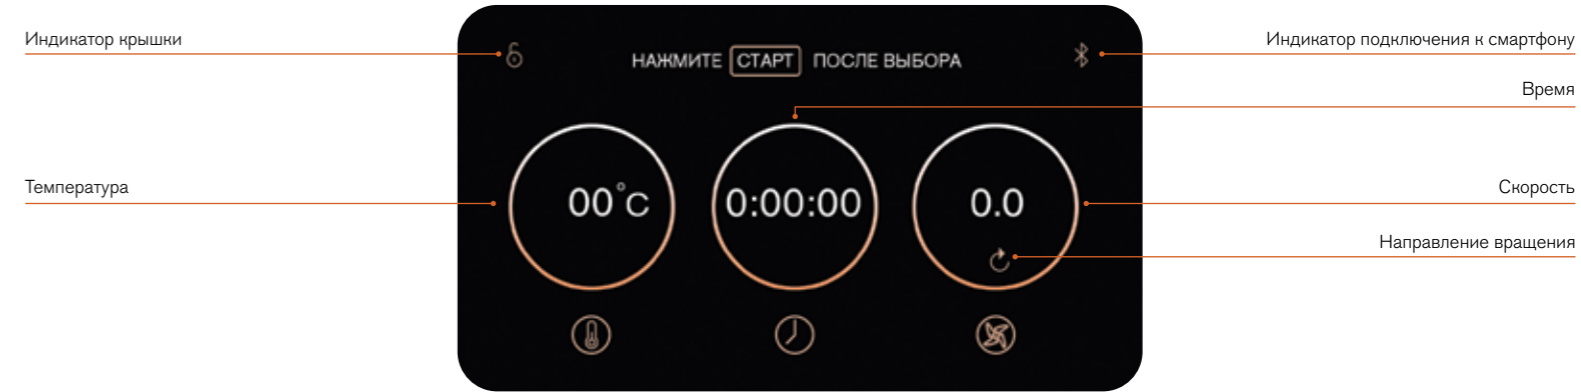 Индикатор крышки
Индикатор подключения к смартфону
НАЖМИТЕ СТАРТ ПОСЛЕ ВЫБОРА
Время
Температура
00°C
0:00:00
0.0
Скорость
Направление вращения